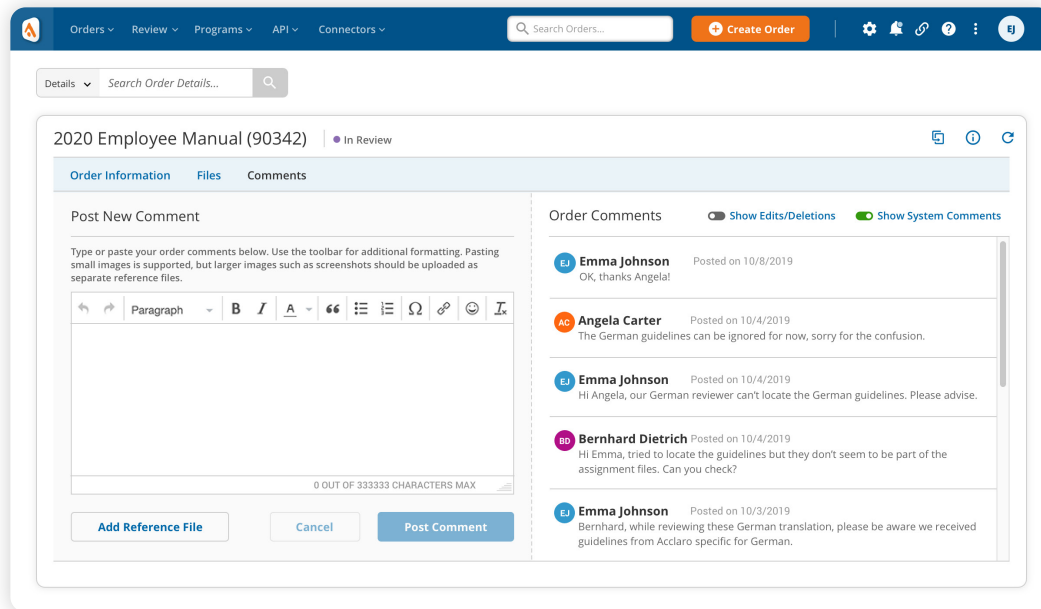 Orders Review Programs API Connectors Search Orders... Create Order EJ
Details Search Order Details...
2020 Employee Manual (90342) In Review
Order Information Files Comments
Post New Comment
Type or paste your order comments below. Use the toolbar for additional formatting. Pasting
small images is supported, but larger images such as screenshots should be uploaded as
separate reference files.
Paragraph B I A Ω Tx
0 OUT OF 333333 CHARACTERS MAX
Add Reference File Cancel Post Comment
Order Comments Show Edits/Deletions Show System Comments
EJ Emma Johnson Posted on 10/8/2019
OK, thanks Angela!
AC Angela Carter Posted on 10/4/2019
The German guidelines can be ignored for now, sorry for the confusion.
EJ Emma Johnson Posted on 10/4/2019
Hi Angela, our German reviewer can't locate the German guidelines. Please advise.
BD Bernhard Dietrich Posted on 10/4/2019
Hi Emma, tried to locate the guidelines but they don't seem to be part of the
assignment files. Can you check?
EJ Emma Johnson Posted on 10/3/2019
Bernhard, while reviewing these German translation, please be aware we received
guidelines from Acclaro specific for German.